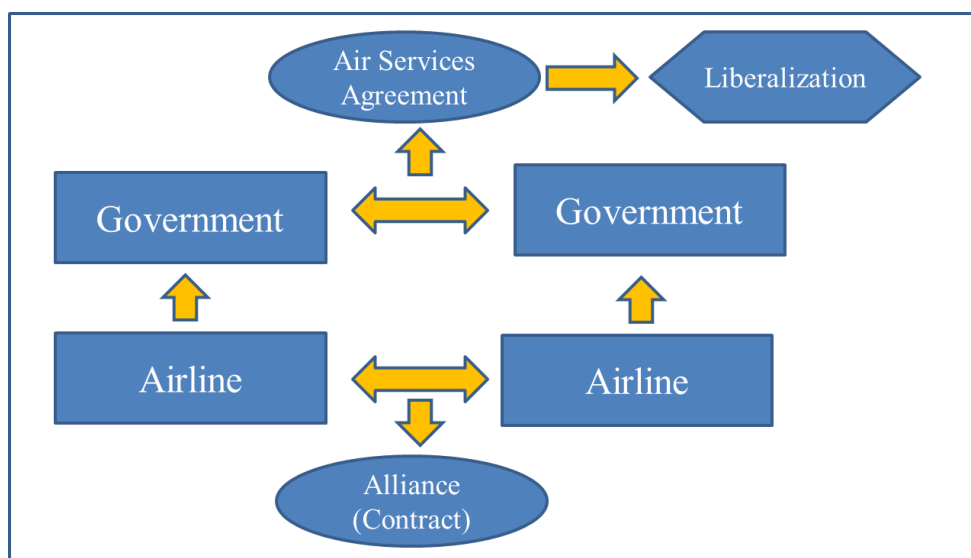 Air Services
Agreement
Liberalization
Government
Government
Airline
Airline
Alliance
(Contract)